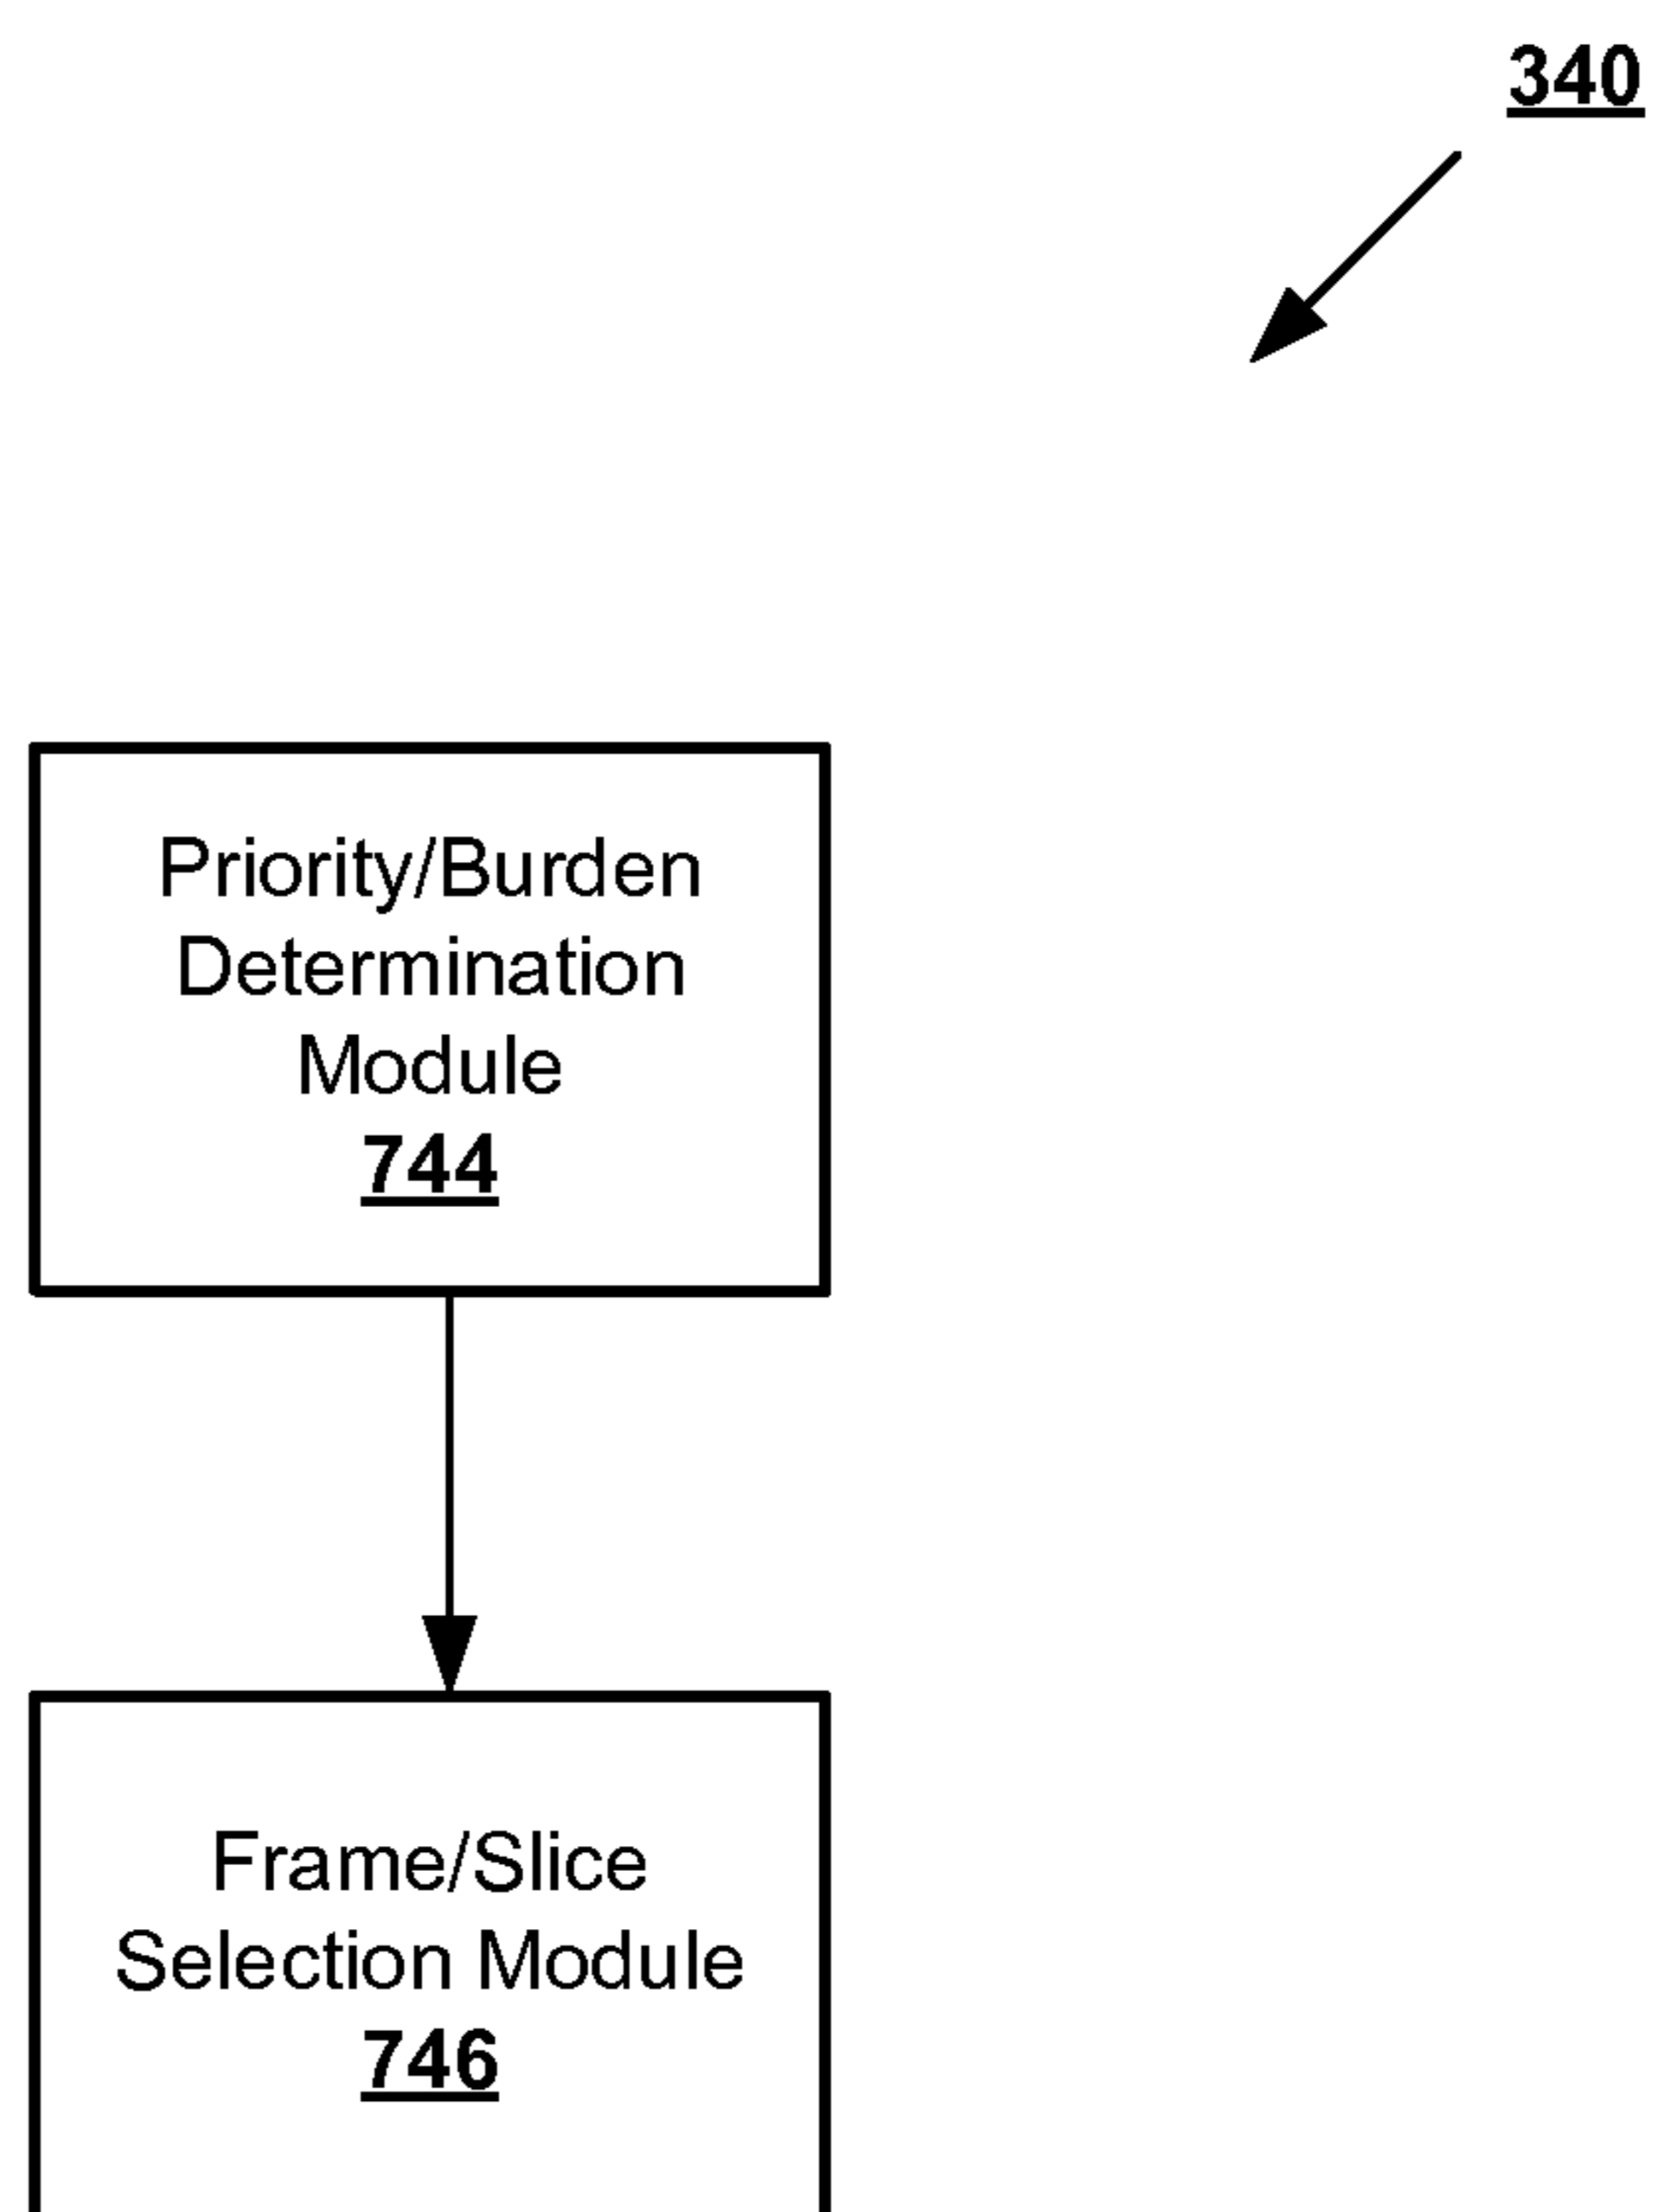 340
Priority/Burden
Determination
Module
744
Frame/Slice
Selection Module
746